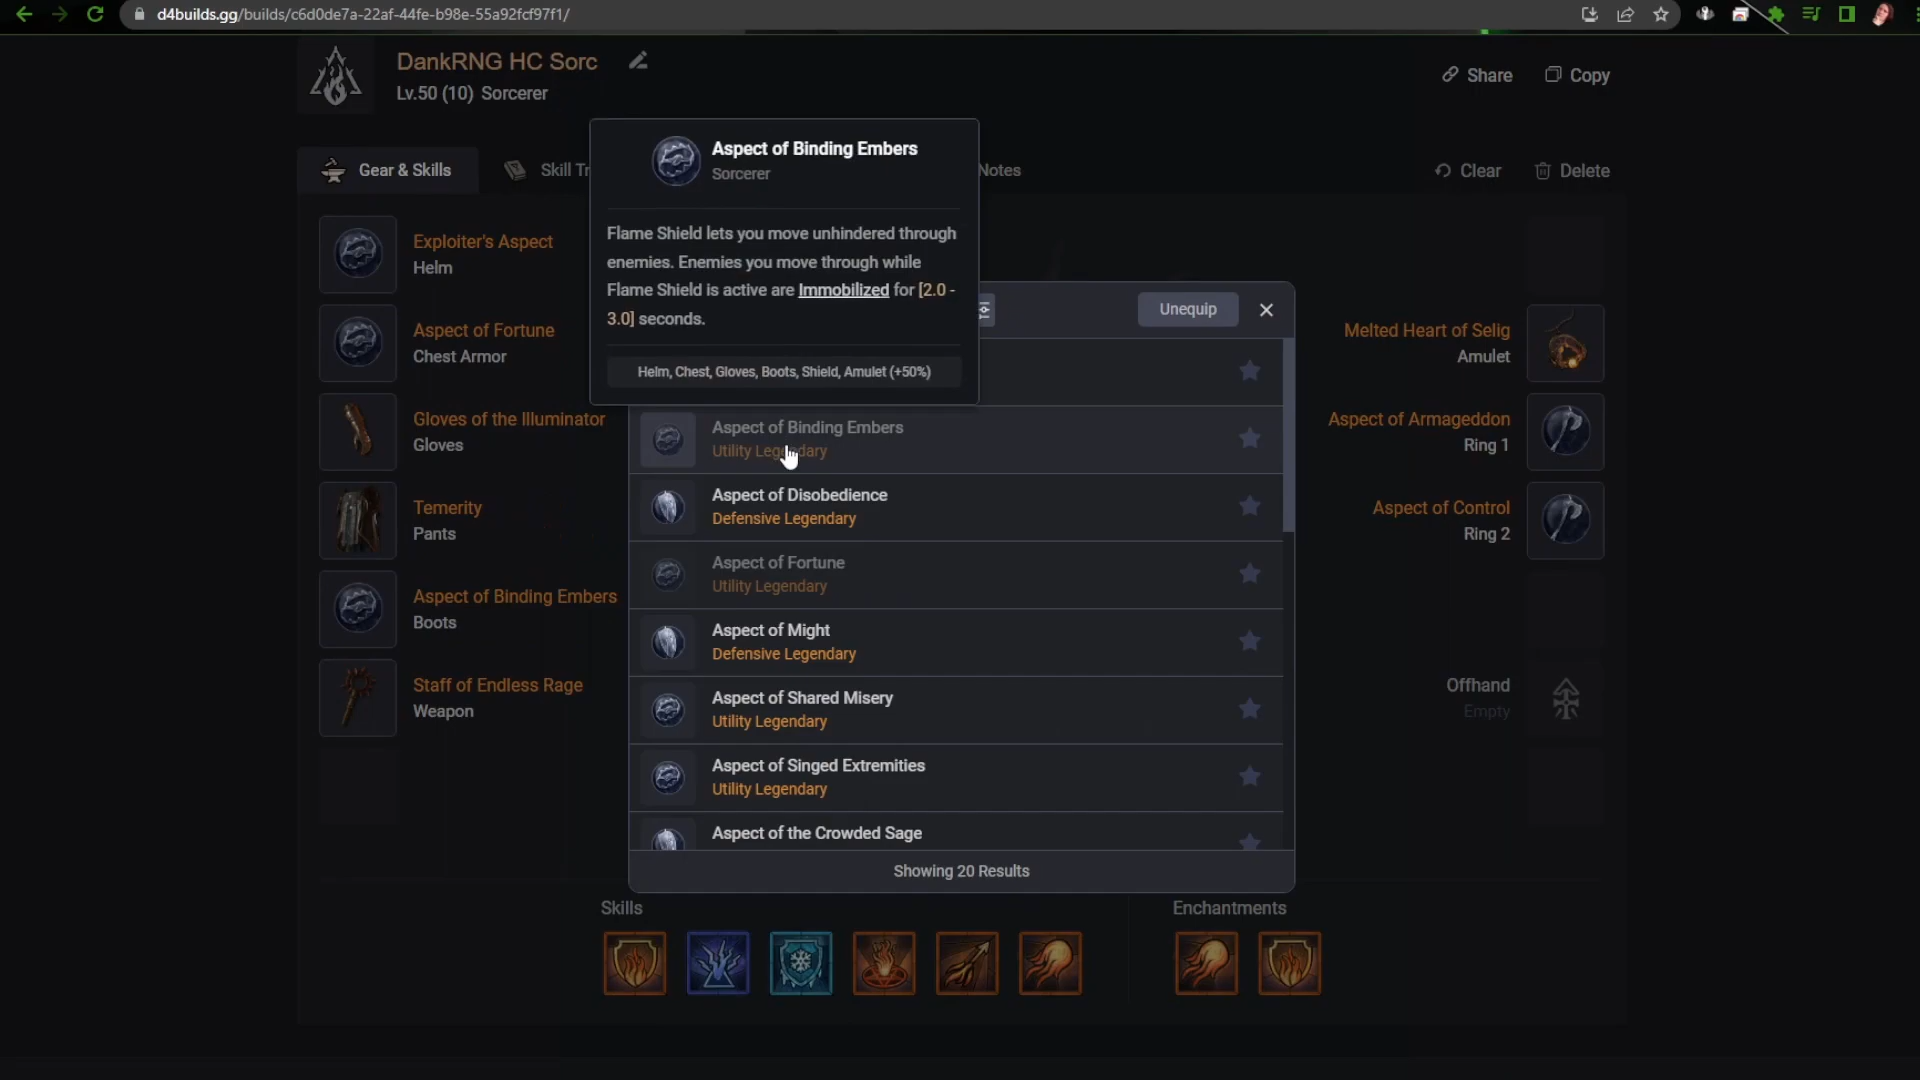 d4builds.gg/builds/c6d0de7a-22af-44fe-b98e-55a92fcf97f1/
DankRNG HC Sorc
Lv.50 (10) Sorcerer
Share
Copy
Gear & Skills
Skill Tr
Notes
Clear
Delete
Aspect of Binding Embers
Sorcerer
Flame Shield lets you move unhindered through
enemies. Enemies you move through while
Flame Shield is active are Immobilized for [2.0 -
3.0] seconds.
Helm, Chest, Gloves, Boots, Shield, Amulet (+50%)
Exploiter's Aspect
Helm
Aspect of Fortune
Chest Armor
Gloves of the Illuminator
Gloves
Temerity
Pants
Aspect of Binding Embers
Boots
Staff of Endless Rage
Weapon
Unequip
Aspect of Binding Embers
Utility Legendary
Aspect of Disobedience
Defensive Legendary
Aspect of Fortune
Utility Legendary
Aspect of Might
Defensive Legendary
Aspect of Shared Misery
Utility Legendary
Aspect of Singed Extremities
Utility Legendary
Aspect of the Crowded Sage
Showing 20 Results
Melted Heart of Selig
Amulet
Aspect of Armageddon
Ring 1
Aspect of Control
Ring 2
Offhand
Empty
Skills
Enchantments